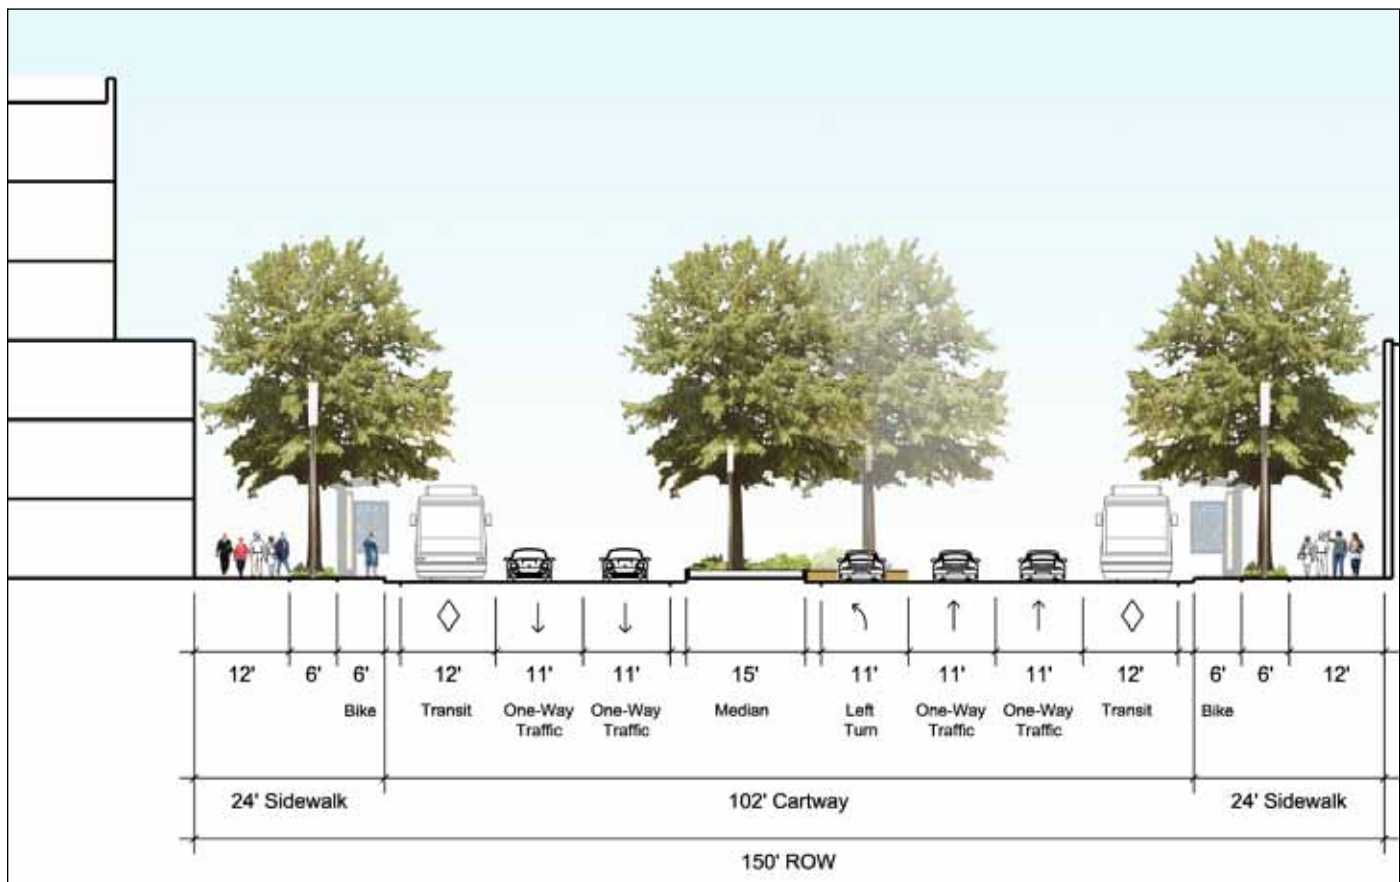 12' 6' 6' 12' 11' 11' 15' 11' 11' 11' 12' 6' 6' 12'
Bike Transit One-Way One-Way Median Left One-Way One-Way Transit Bike
Traffic Traffic Turn Traffic Traffic
24' Sidewalk 102' Cartway 24' Sidewalk
150' ROW